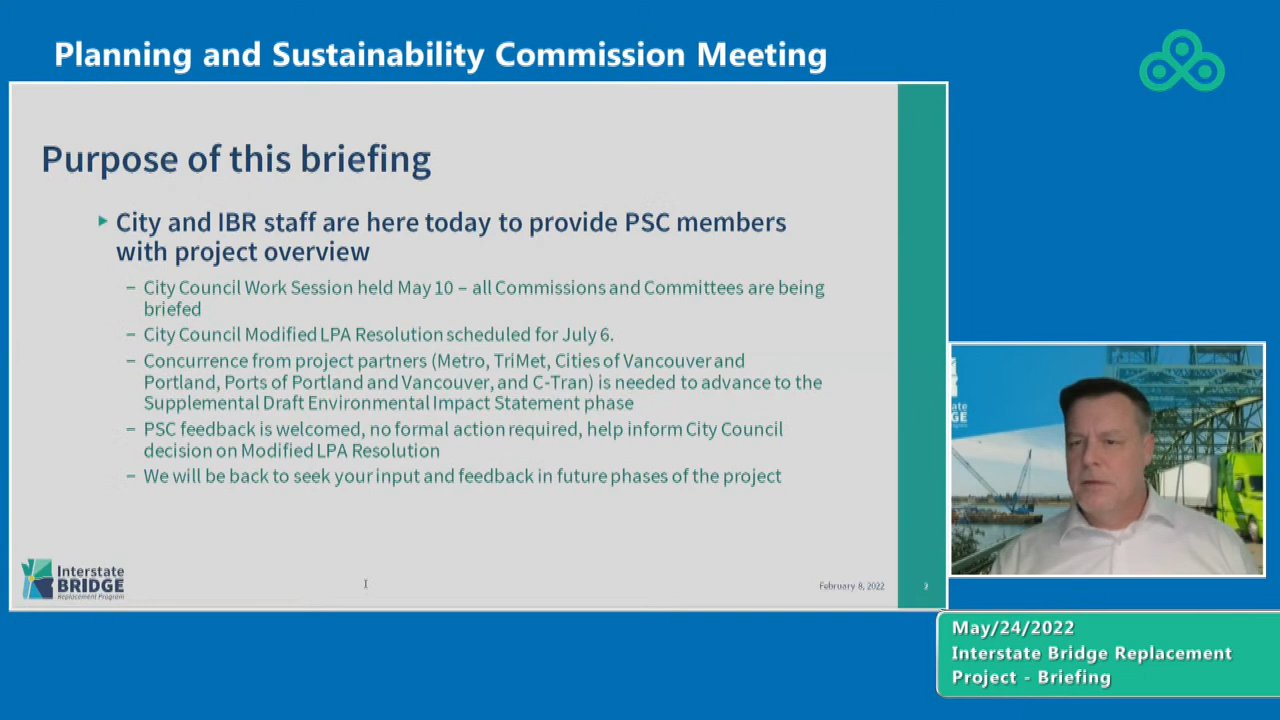 Planning and Sustainability Commission Meeting
Purpose of this briefing
City and IBR staff are here today to provide PSC members
with project overview
– City Council Work Session held May 10 – all Commissions and Committees are being
briefed
– City Council Modified LPA Resolution scheduled for July 6.
– Concurrence from project partners (Metro, TriMet, Cities of Vancouver and
Portland, Ports of Portland and Vancouver, and C-Tran) is needed to advance to the
Supplemental Draft Environmental Impact Statement phase
– PSC feedback is welcomed, no formal action required, help inform City Council
decision on Modified LPA Resolution
– We will be back to seek your input and feedback in future phases of the project
Interstate
BRIDGE
Replacement Program
February 8, 2022
2
May/24/2022
Interstate Bridge Replacement
Project - Briefing